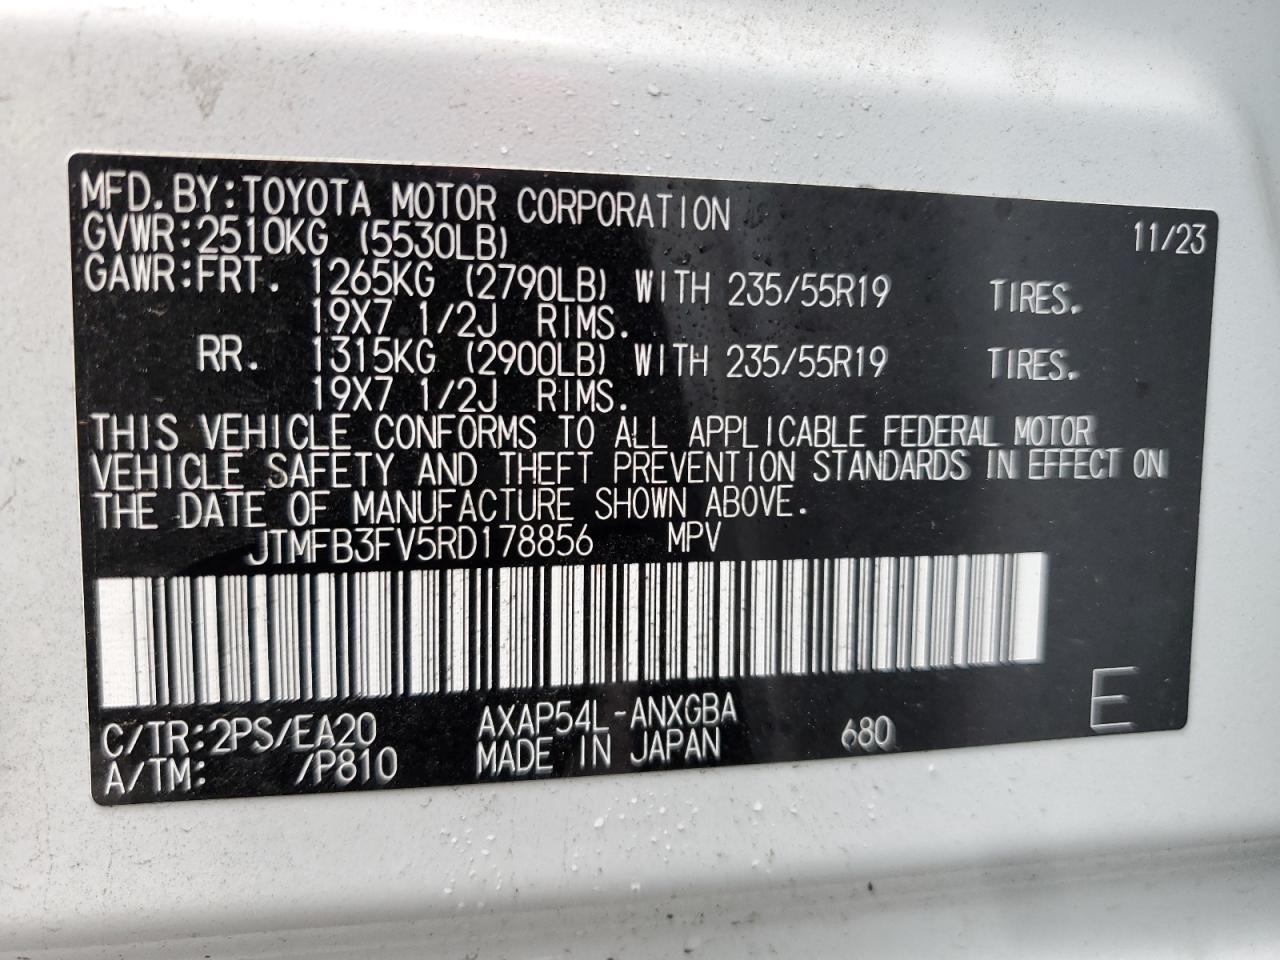 MFD.BY:TOYOTA MOTOR CORPORATION 11/23
GVWR:2510KG (5530LB)
GAWR:FRT. 1265KG (2790LB) WITH 235/55R19 TIRES.
19X7 1/2J RIMS.
RR. 1315KG (2900LB) WITH 235/55R19 TIRES.
19X7 1/2J RIMS.
THIS VEHICLE CONFORMS TO ALL APPLICABLE FEDERAL MOTOR
VEHICLE SAFETY AND THEFT PREVENTION STANDARDS IN EFFECT ON
THE DATE OF MANUFACTURE SHOWN ABOVE.
JTMFB3FV5RD178856 MPV
C/TR:2PS/EA20 AXAP54L-ANXGBA 680 E
A/TM: /P810 MADE IN JAPAN